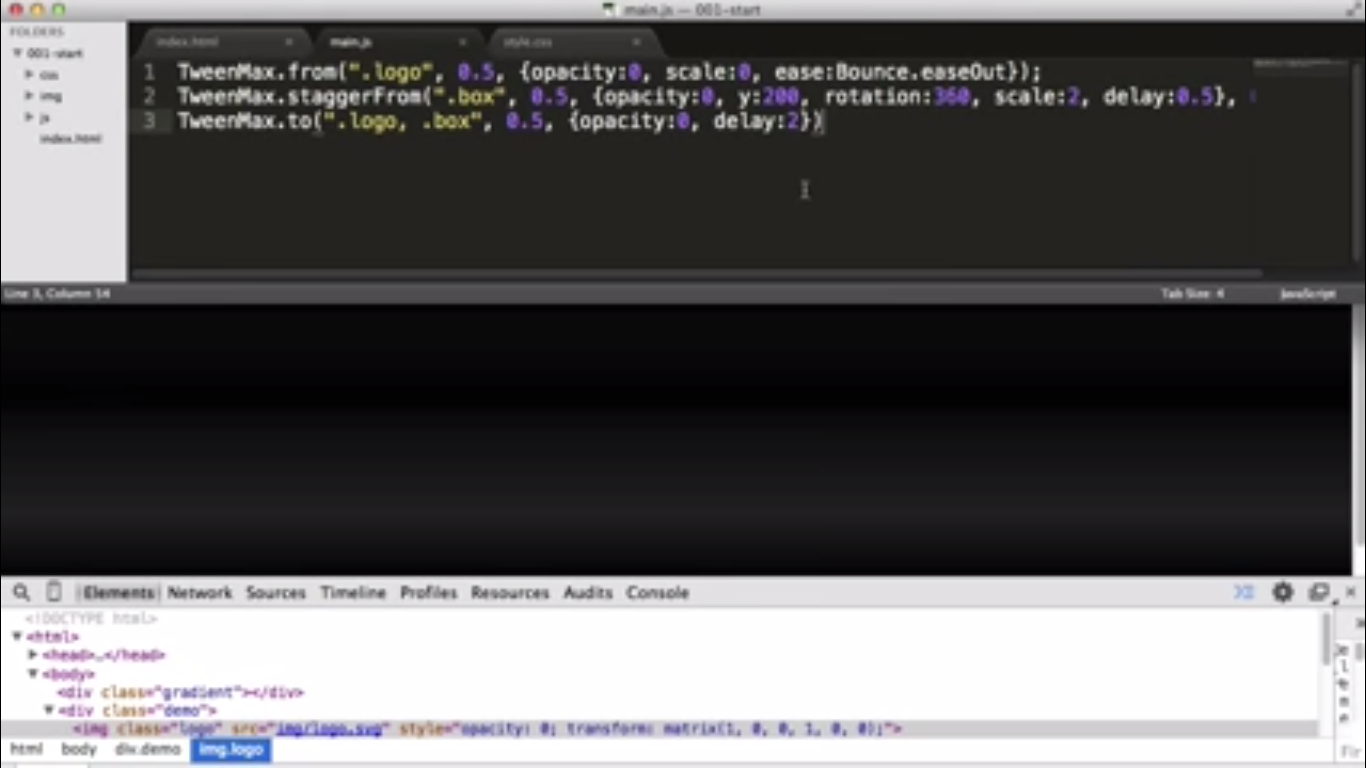 main.js — 001-start
FOLDERS
001-start
css
img
js
index.html
index.html
main.js
style.css
1 TweenMax.from(".logo", 0.5, {opacity:0, scale:0, ease:Bounce.easeOut});
2 TweenMax.staggerFrom(".box", 0.5, {opacity:0, y:200, rotation:360, scale:2, delay:0.5},
3 TweenMax.to(".logo, .box", 0.5, {opacity:0, delay:2})
Line 3, Column 54
Tab Size: 4
JavaScript
Elements Network Sources Timeline Profiles Resources Audits Console
<!DOCTYPE html>
<html>
<head>…</head>
<body>
<div class="gradient"></div>
<div class="demo">
<img class="logo" src="img/logo.svg" style="opacity: 0; transform: matrix(1, 0, 0, 1, 0, 0);">
html body div.demo img.logo